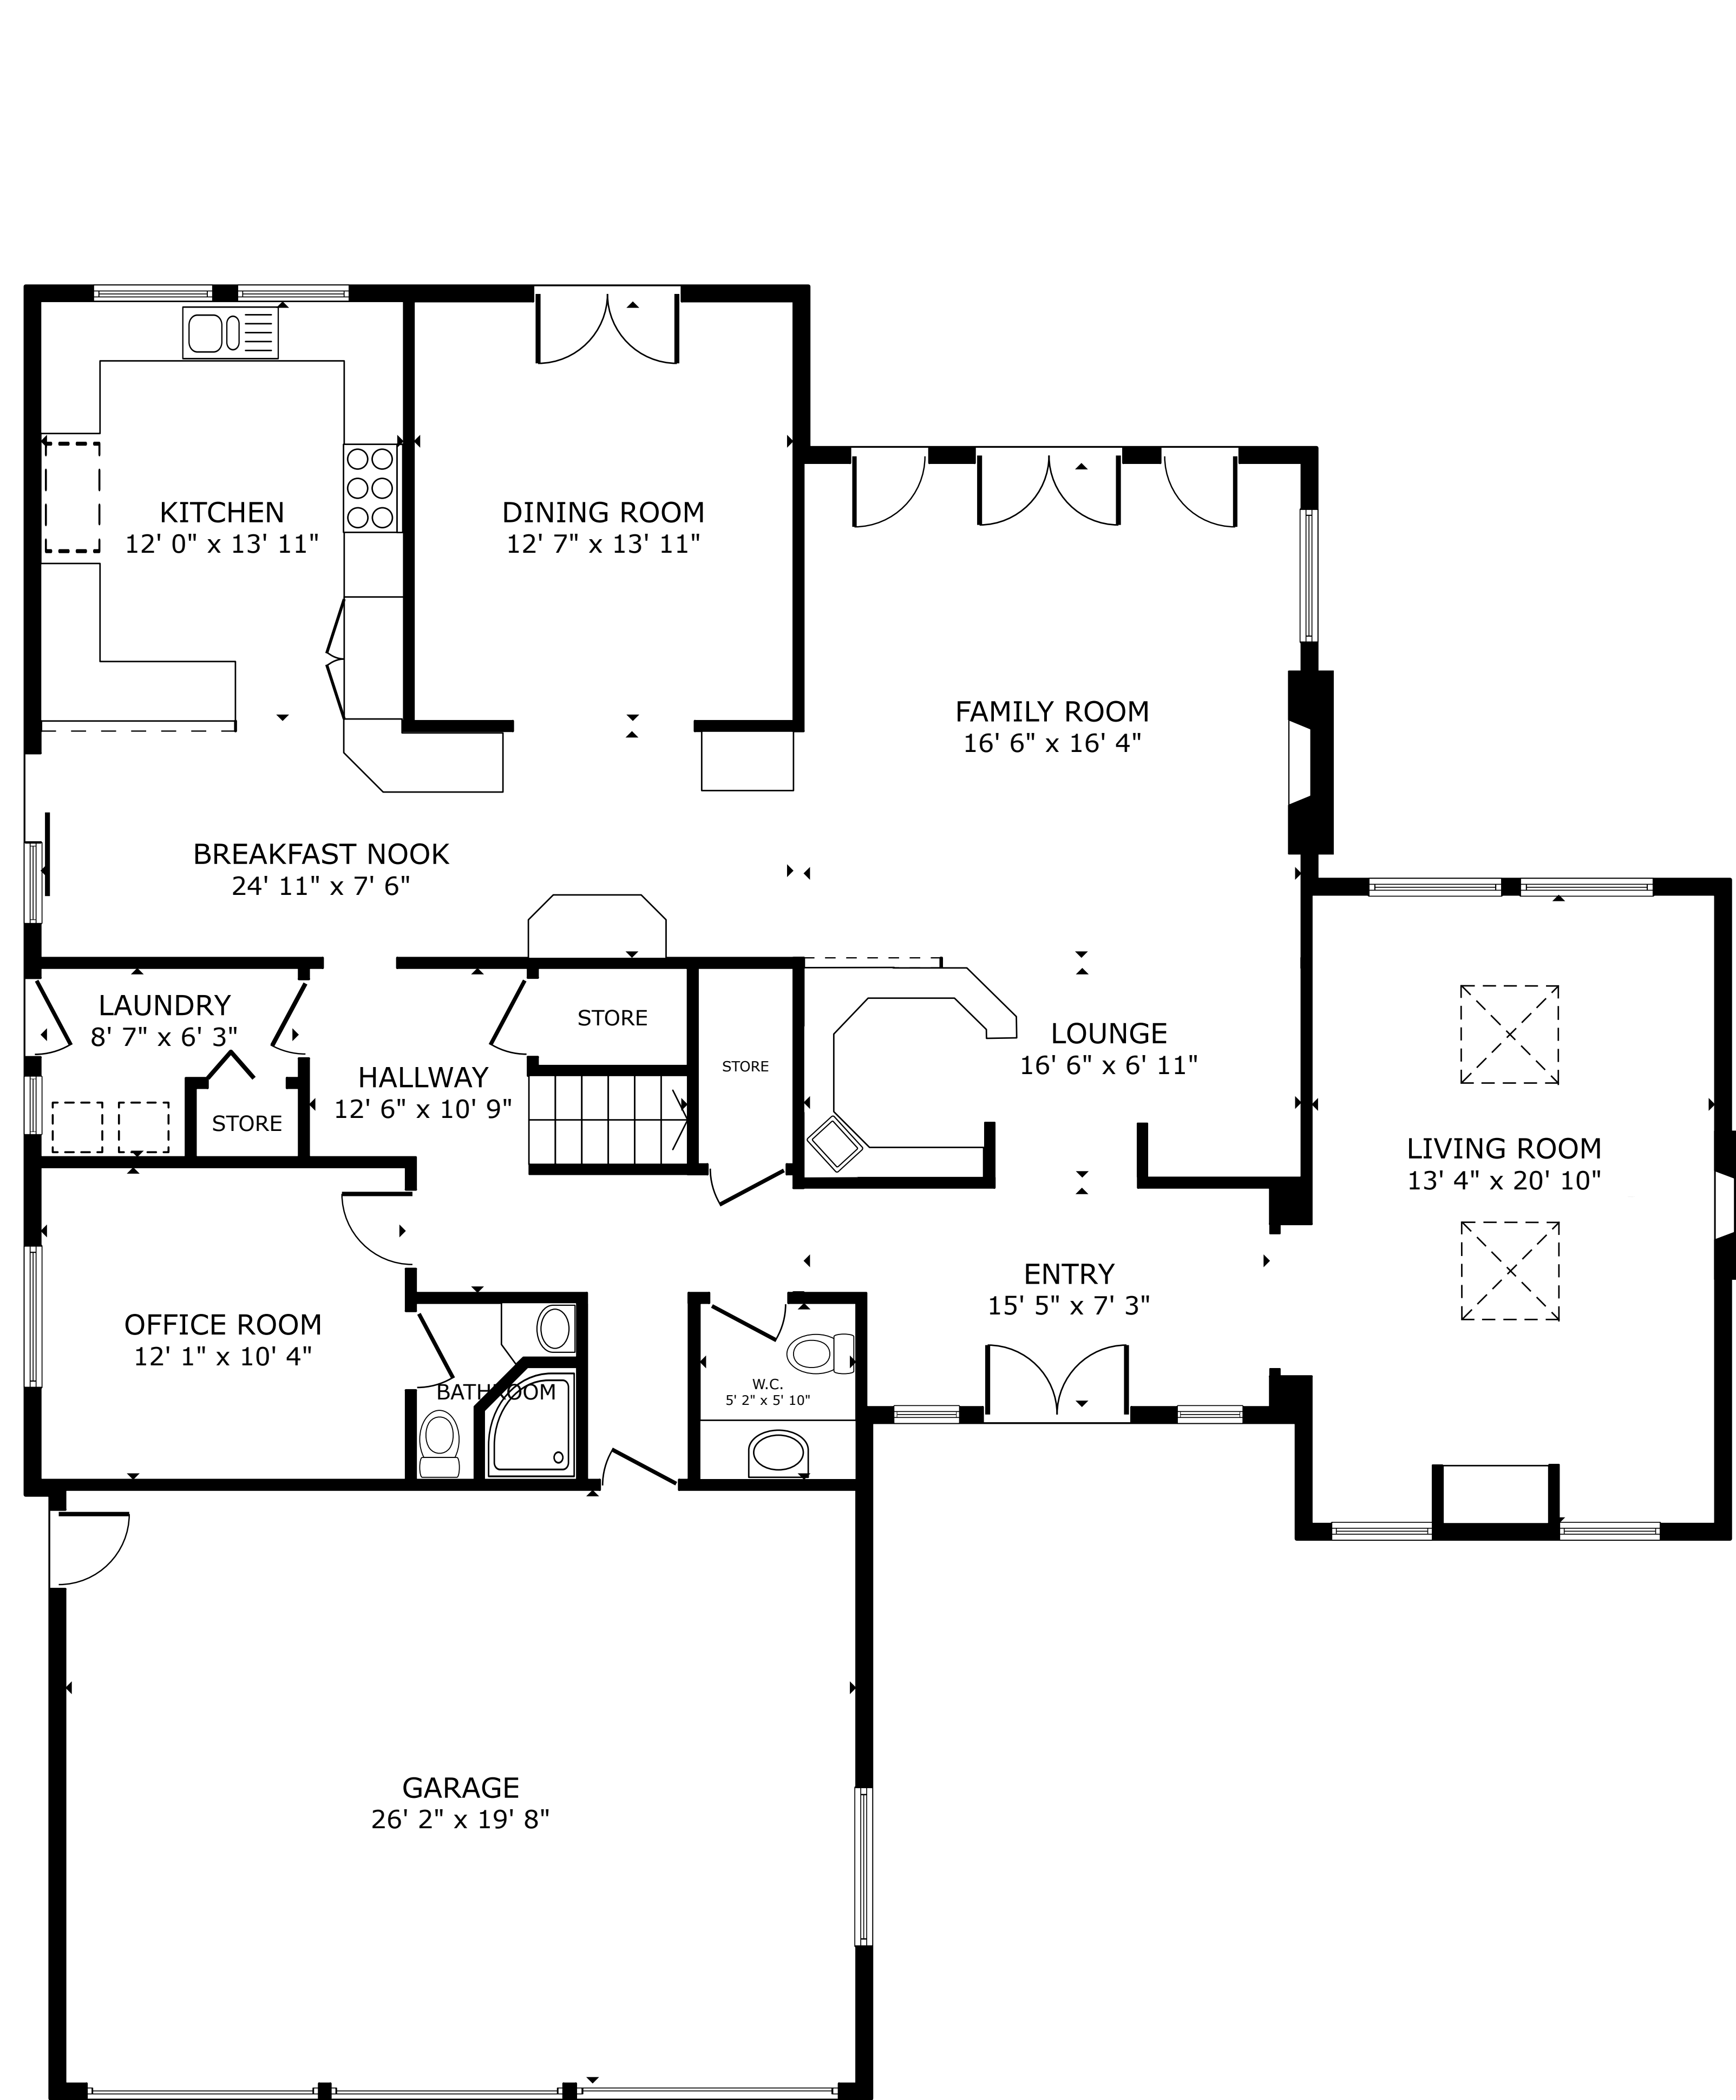 KITCHEN
12' 0" x 13' 11"
DINING ROOM
12' 7" x 13' 11"
FAMILY ROOM
16' 6" x 16' 4"
BREAKFAST NOOK
24' 11" x 7' 6"
LAUNDRY
8' 7" x 6' 3"
STORE
STORE
LOUNGE
16' 6" x 6' 11"
HALLWAY
12' 6" x 10' 9"
STORE
LIVING ROOM
13' 4" x 20' 10"
ENTRY
15' 5" x 7' 3"
OFFICE ROOM
12' 1" x 10' 4"
BATHROOM
W.C.
5' 2" x 5' 10"
GARAGE
26' 2" x 19' 8"